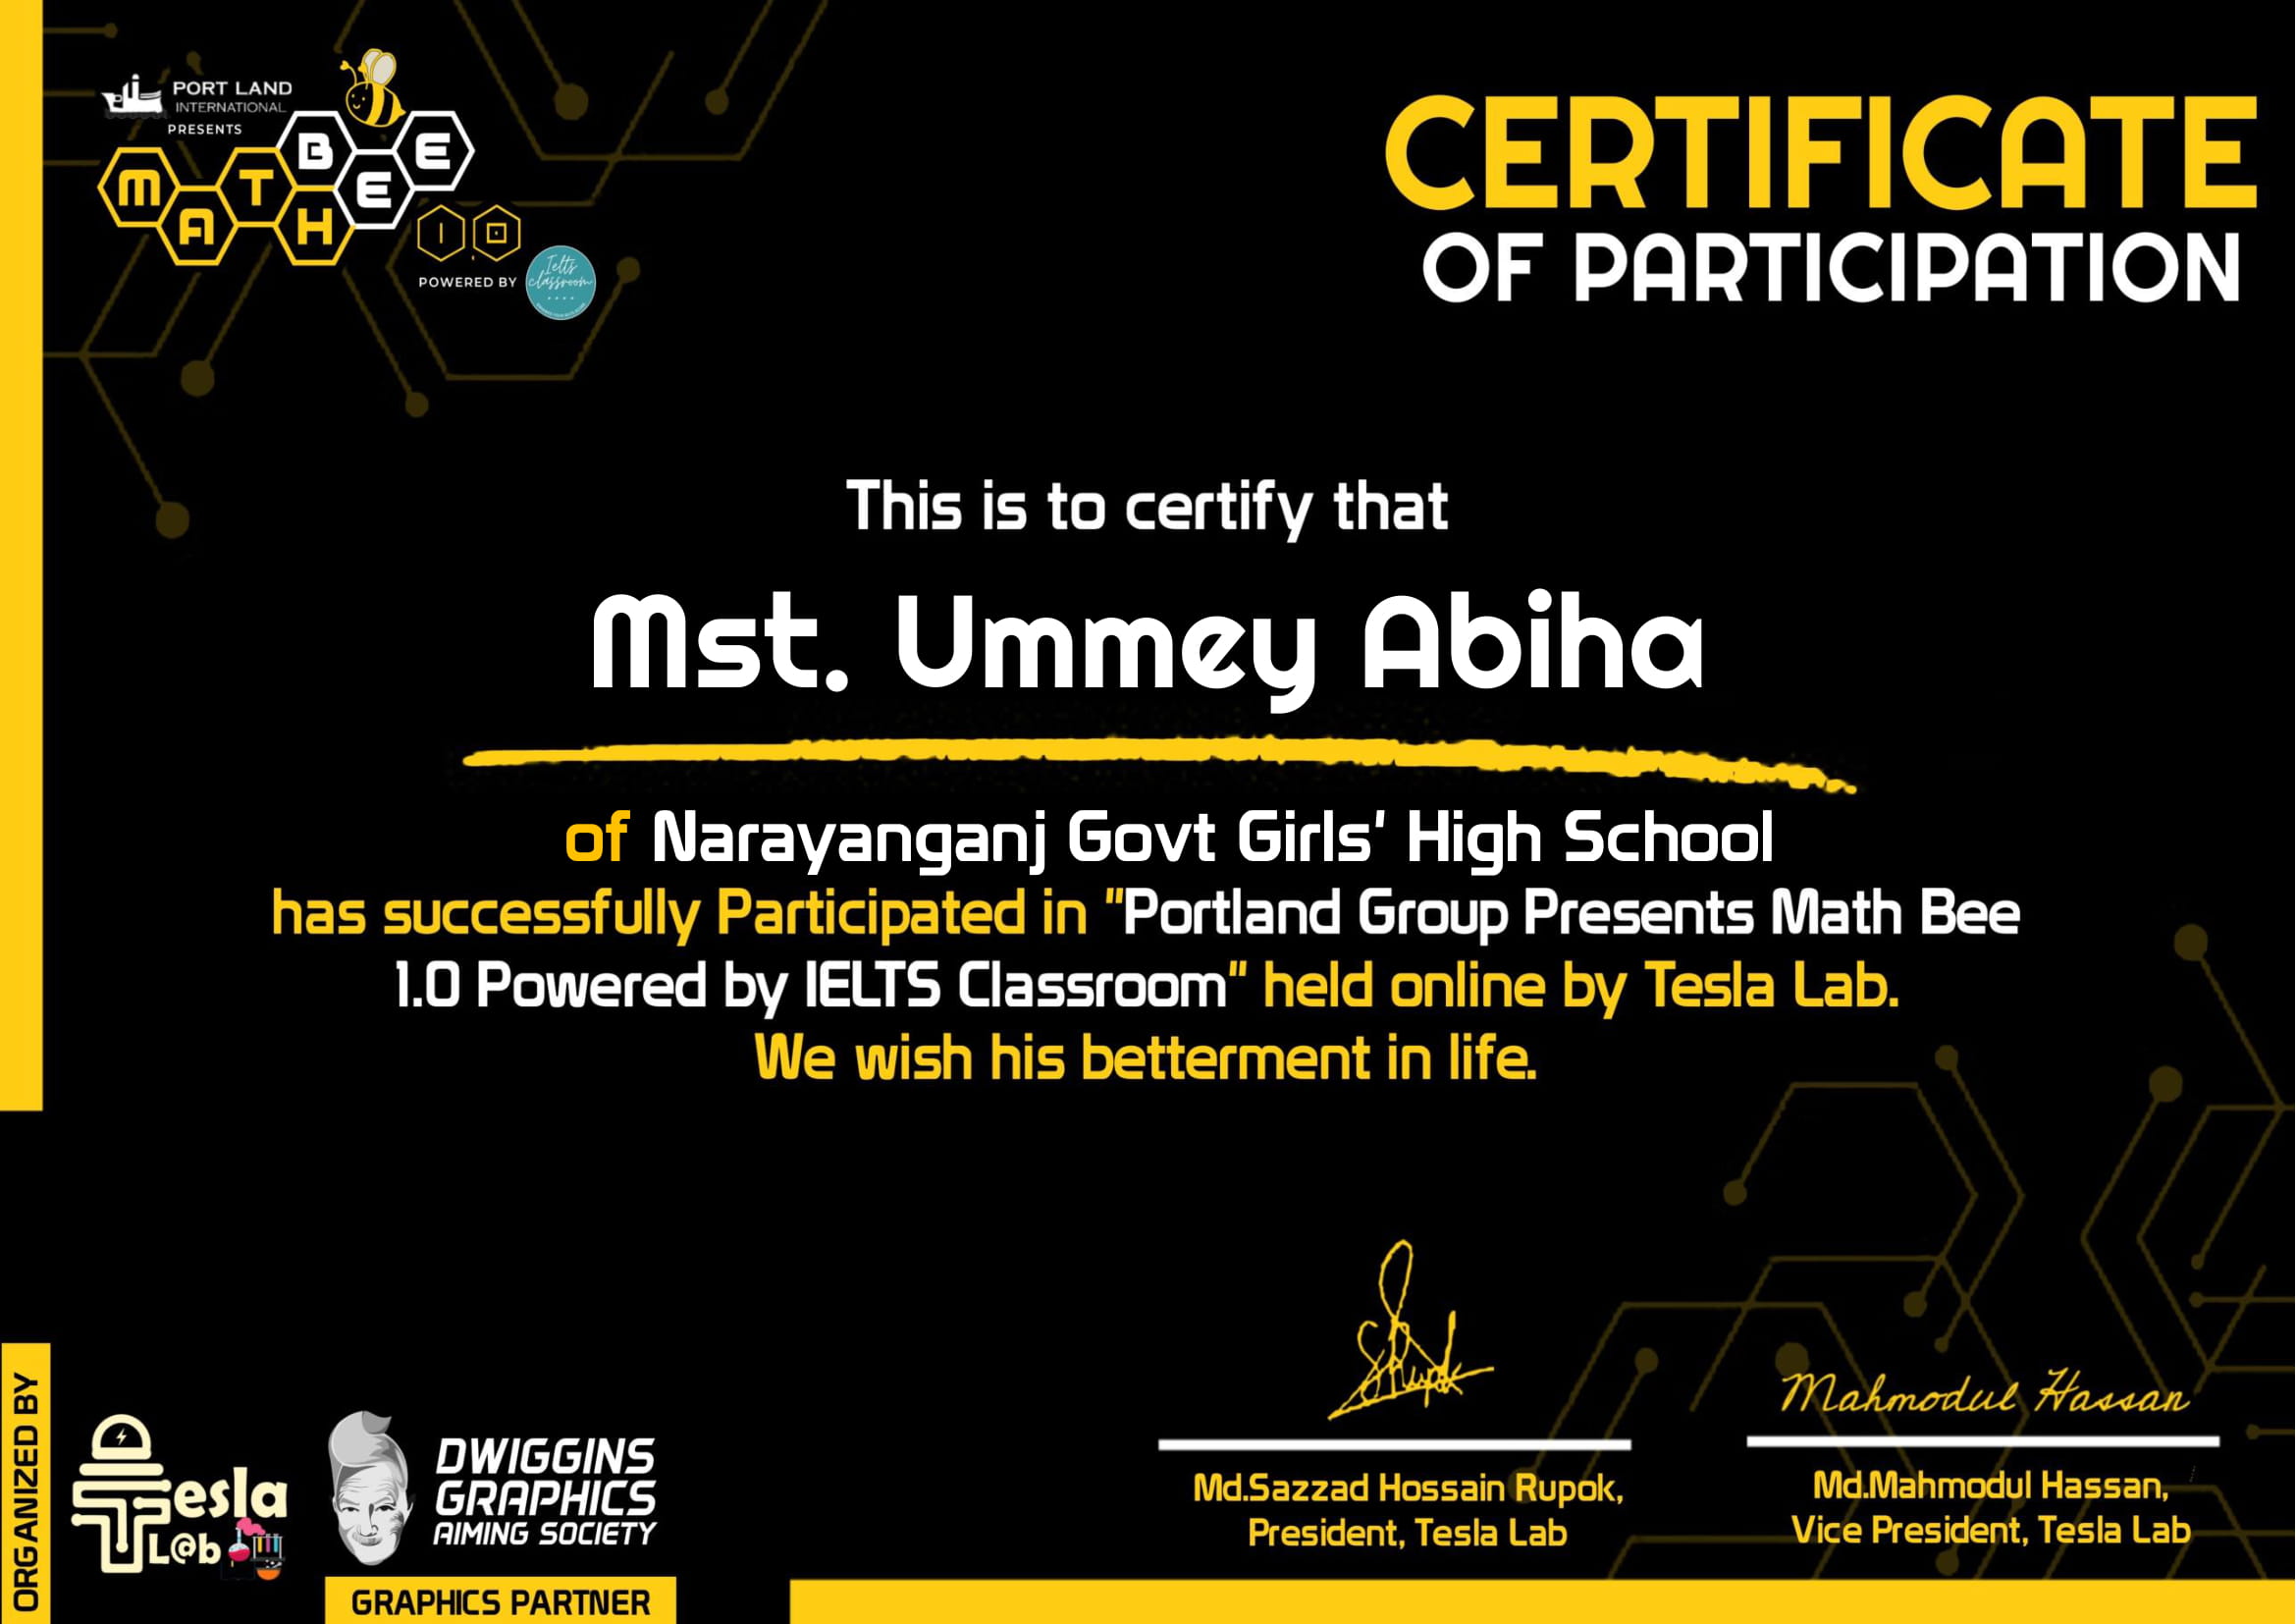 PORT LAND
INTERNATIONAL
PRESENTS
MATH BEE
1.0
POWERED BY
Ielts
classroom
CERTIFICATE
OF PARTICIPATION
This is to certify that
Mst. Ummey Abiha
of Narayanganj Govt Girls' High School
has successfully Participated in "Portland Group Presents Math Bee
1.0 Powered by IELTS Classroom" held online by Tesla Lab.
We wish his betterment in life.
ORGANIZED BY
Tesla
L@b
DWIGGINS
GRAPHICS
AIMING SOCIETY
GRAPHICS PARTNER
Md.Sazzad Hossain Rupok,
President, Tesla Lab
Mahmodul Hassan
Md.Mahmodul Hassan,
Vice President, Tesla Lab